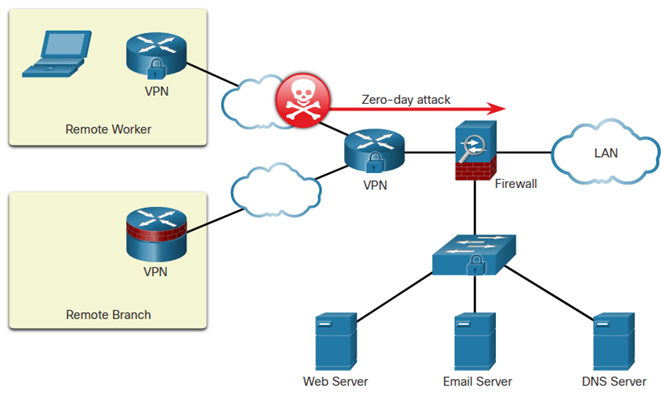 VPN
Remote Worker
Zero-day attack
VPN
Firewall
LAN
VPN
Remote Branch
Web Server
Email Server
DNS Server